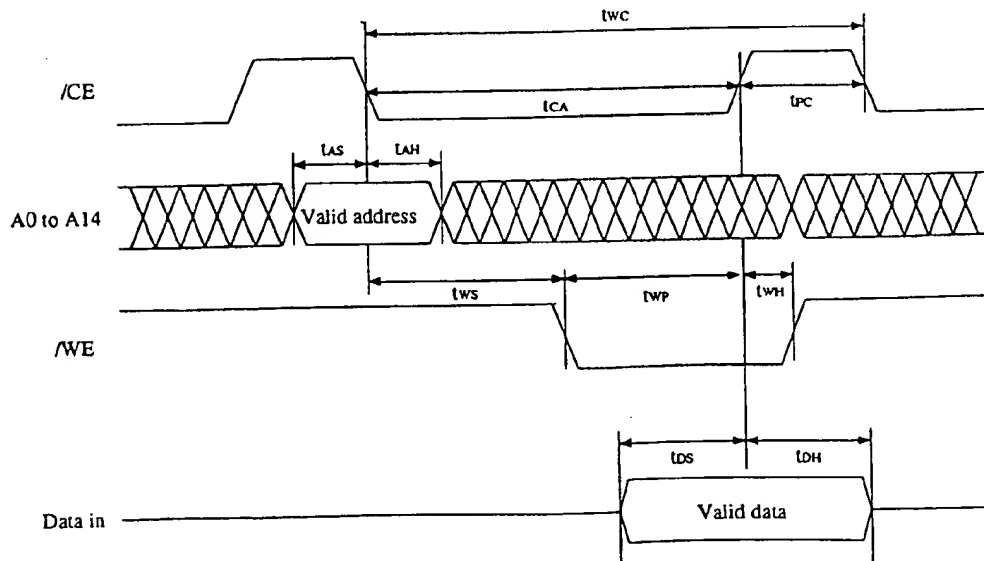 tWC
/CE
tCA
tPC
tAS
tAH
A0 to A14
Valid address
tWS
tWP
tWH
/WE
tDS
tDH
Data in
Valid data